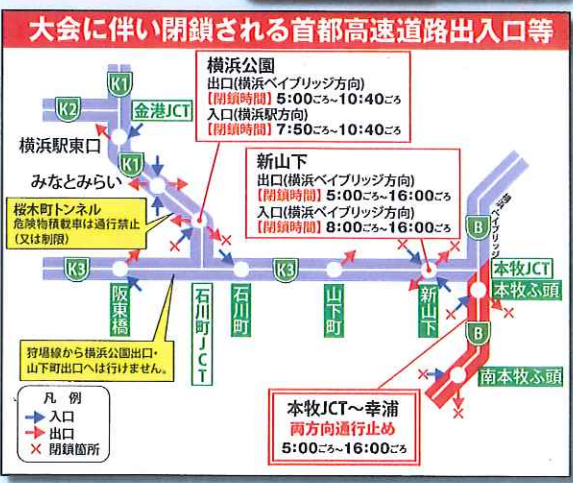 大会に伴い閉鎖される首都高速道路出入口等
K1
K2
金港JCT
横浜駅東口
K1
みなとみらい
横浜公園
出口(横浜ベイブリッジ方向)
【閉鎖時間】5:00ごろ~10:40ごろ
入口(横浜駅方向)
【閉鎖時間】7:50ごろ~10:40ごろ
新山下
出口(横浜ベイブリッジ方向)
【閉鎖時間】5:00ごろ~16:00ごろ
入口(横浜ベイブリッジ方向)
【閉鎖時間】8:00ごろ~16:00ごろ
桜木町トンネル
危険物積載車は通行禁止
(又は制限)
B
横浜ベイブリッジ
K3
K3
阪東橋
石川町JCT
石川町
山下町
新山下
本牧JCT
本牧ふ頭
B
南本牧ふ頭
狩場線から横浜公園出口・
山下町出口へは行けません。
凡 例
入口
出口
× 閉鎖箇所
本牧JCT~幸浦
両方向通行止め
5:00ごろ~16:00ごろ